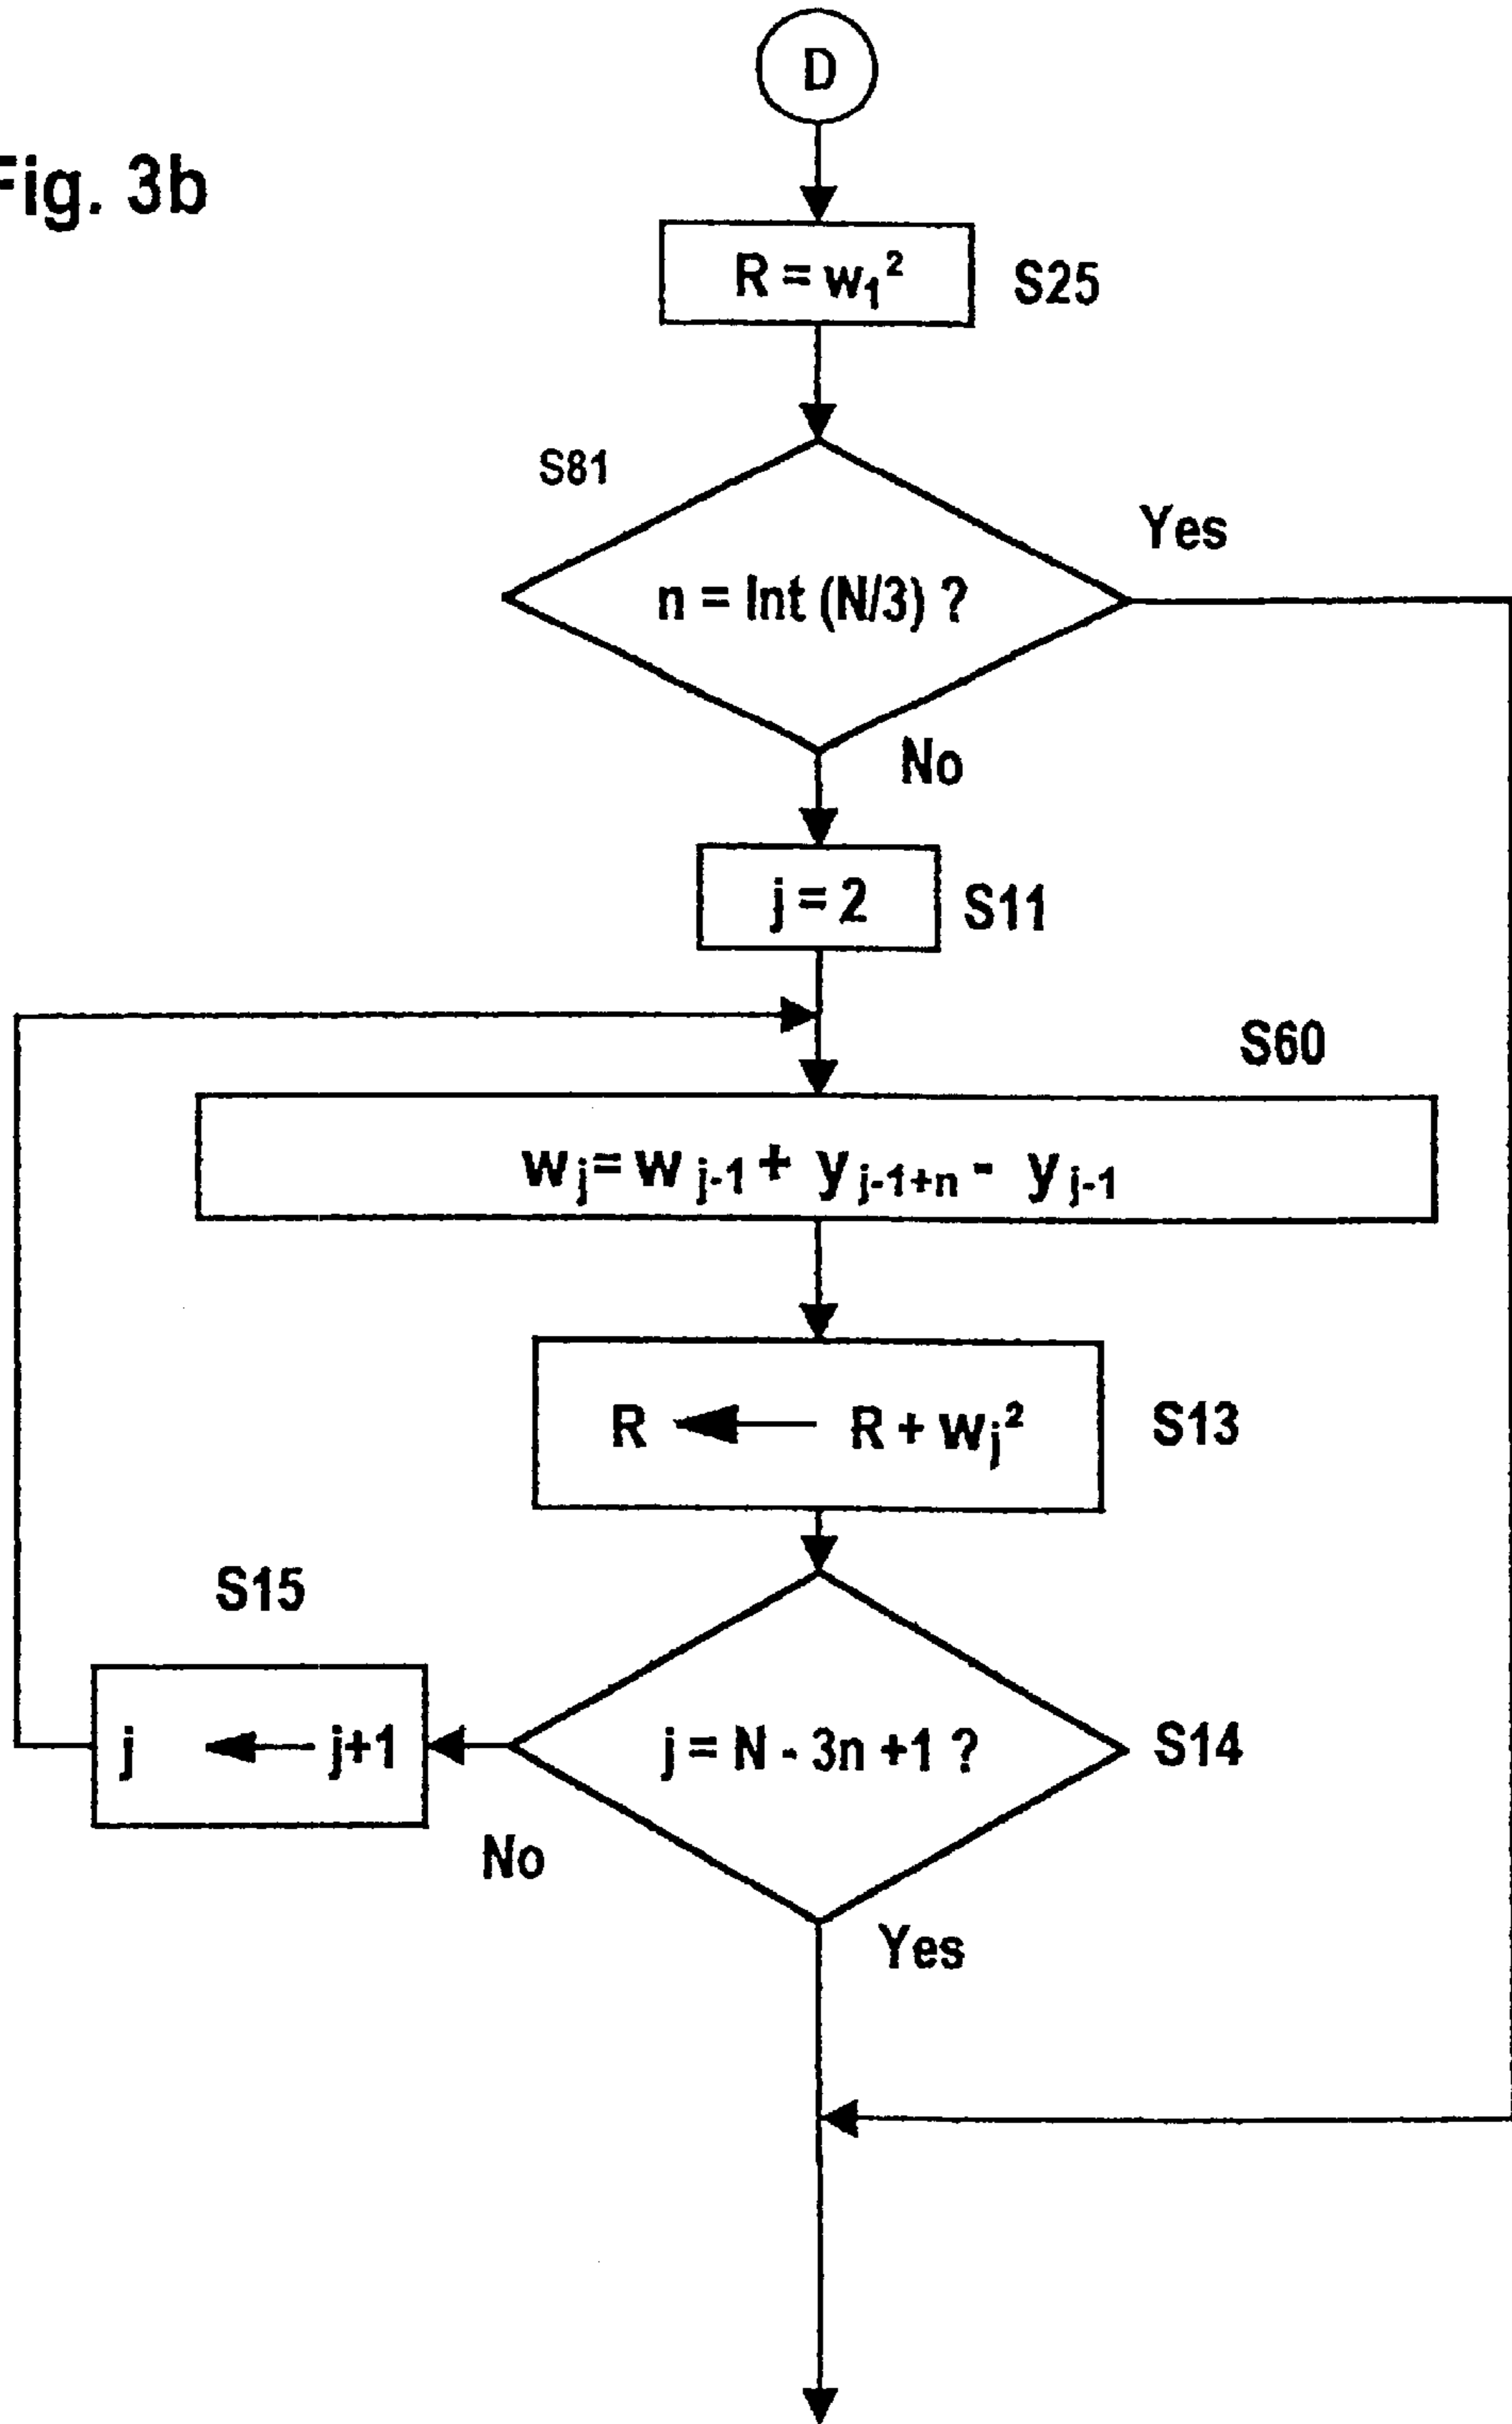 D
Fig. 3b
R = w₁²
S25
S81
Yes
n = Int (N/3) ?
No
j = 2
S11
S60
wⱼ = w j-1 + y j-1+n - y j-1
R ← R + wⱼ²
S13
S15
j ← j+1
j = N - 3n +1 ?
S14
No
Yes